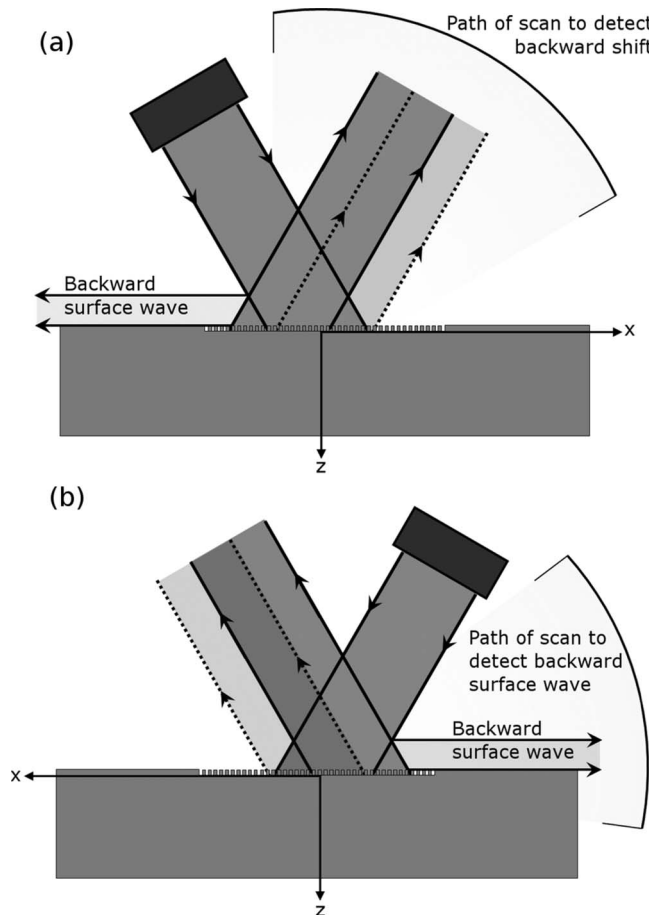 (a)
Path of scan to detect
backward shift
Backward
surface wave
x
z
(b)
Path of scan to
detect backward
surface wave
Backward
surface wave
x
z